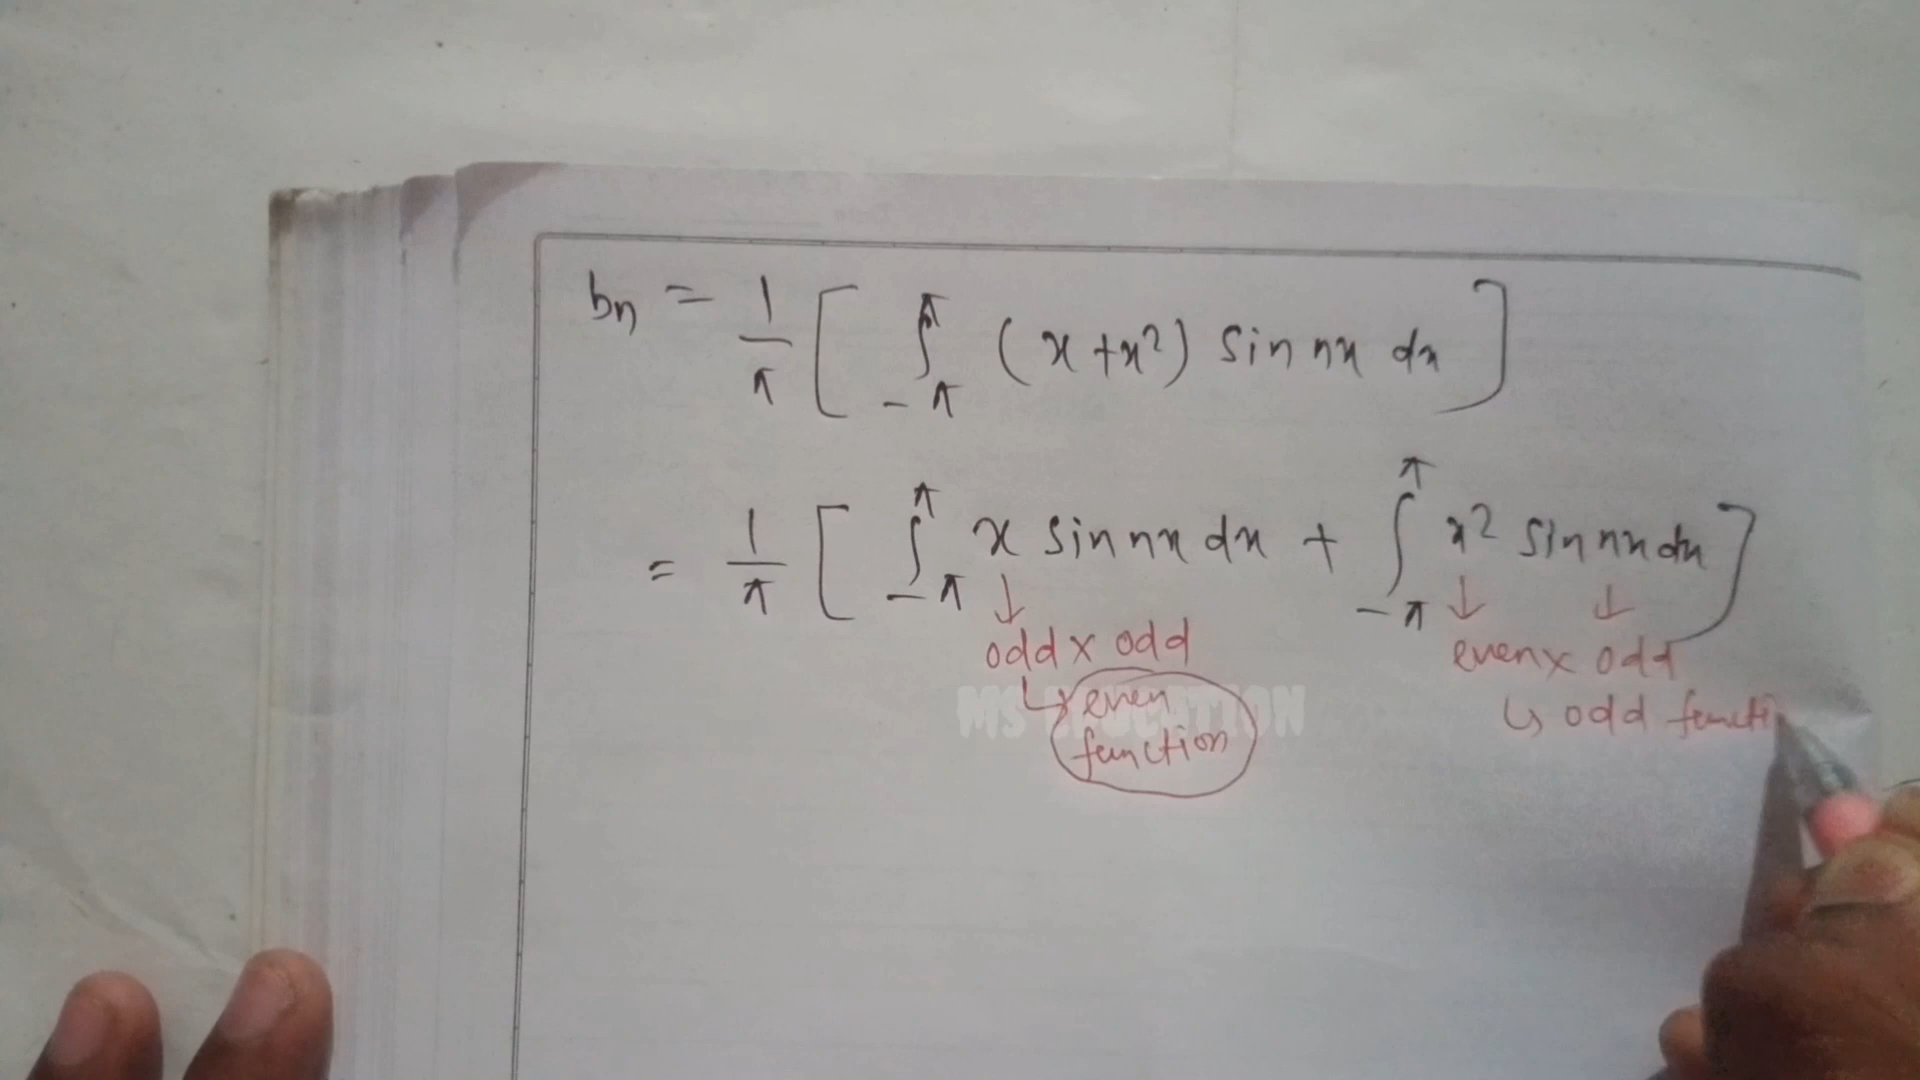 bn = 1/π [ ∫_{-π}^{π} (x + x²) sin nx dx ]
= 1/π [ ∫_{-π}^{π} x sin nx dx + ∫_{-π}^{π} x² sin nx dx ]
↓ ↓ ↓
odd x odd even x odd
↳ even function ↳ odd functi
MS EDUCATION